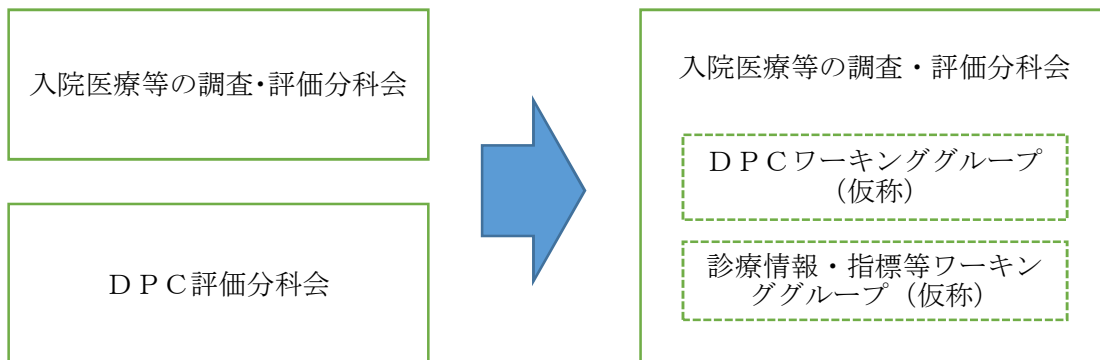 入院医療等の調査･評価分科会
ＤＰＣ評価分科会
入院医療等の調査・評価分科会
ＤＰＣワーキンググループ
（仮称）
診療情報・指標等ワーキン
ググループ（仮称）